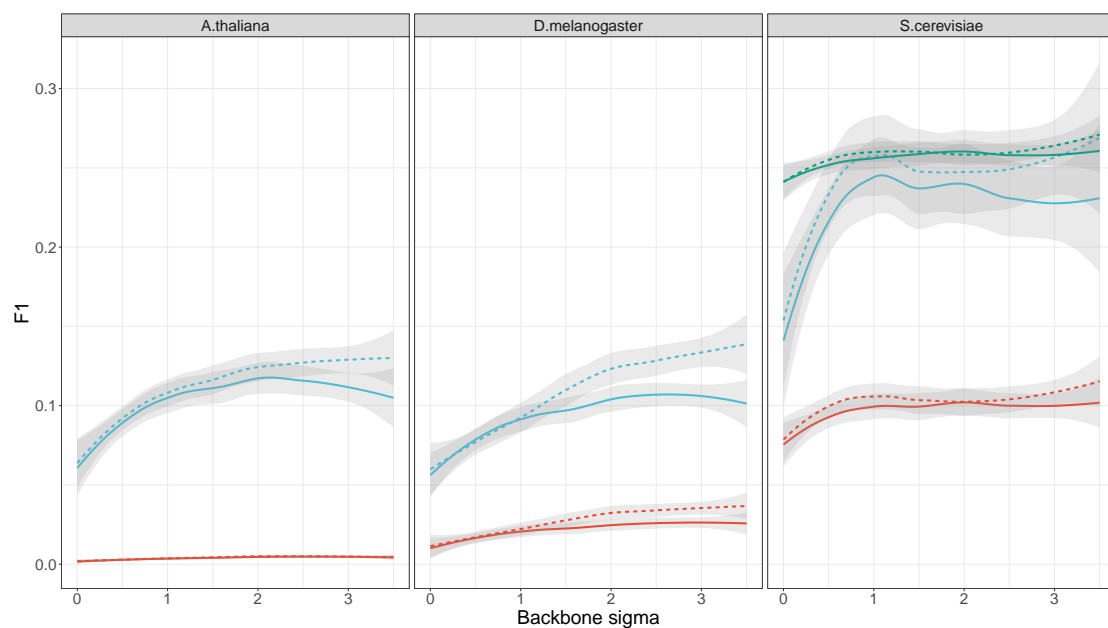 A.thaliana D.melanogaster S.cerevisiae
0.3
0.2
0.1
0.0
F1
0 1 2 3 0 1 2 3 0 1 2 3
Backbone sigma